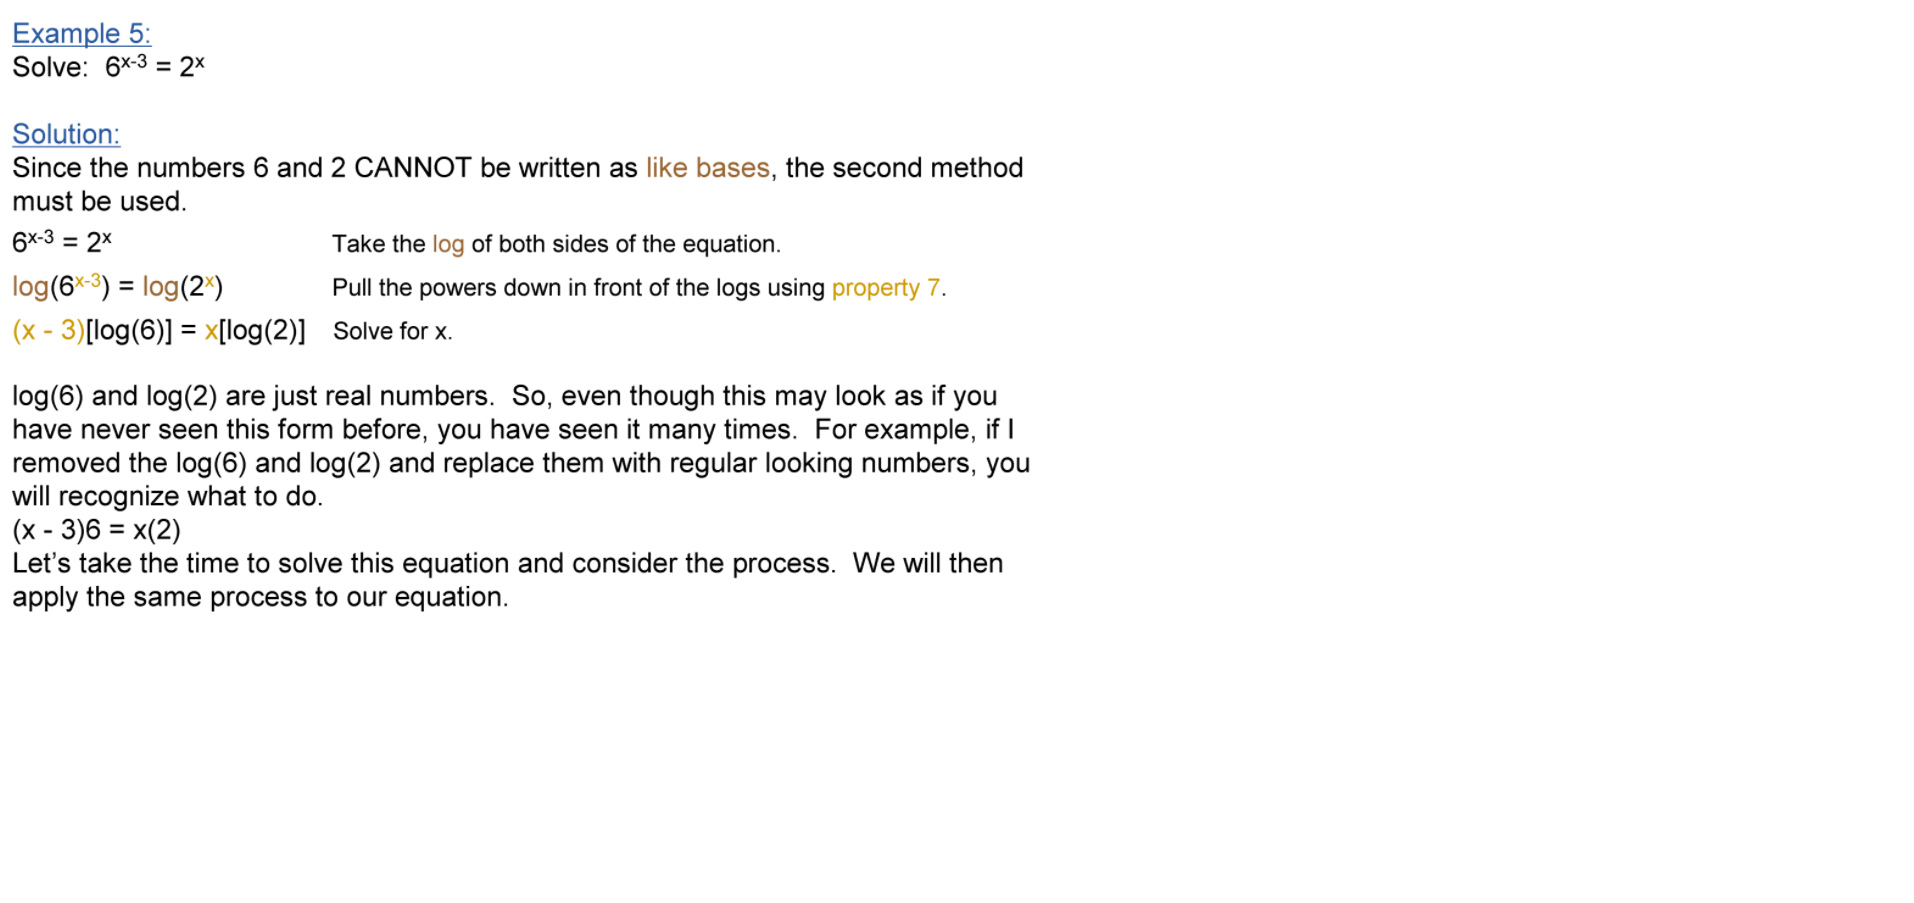 Example 5:
Solve:  6^x-3 = 2^x
Solution:
Since the numbers 6 and 2 CANNOT be written as like bases, the second method
must be used.
6^x-3 = 2^x Take the log of both sides of the equation.
log(6^x-3) = log(2^x) Pull the powers down in front of the logs using property 7.
(x - 3)[log(6)] = x[log(2)] Solve for x.
log(6) and log(2) are just real numbers.  So, even though this may look as if you
have never seen this form before, you have seen it many times.  For example, if I
removed the log(6) and log(2) and replace them with regular looking numbers, you
will recognize what to do.
(x - 3)6 = x(2)
Let’s take the time to solve this equation and consider the process.  We will then
apply the same process to our equation.